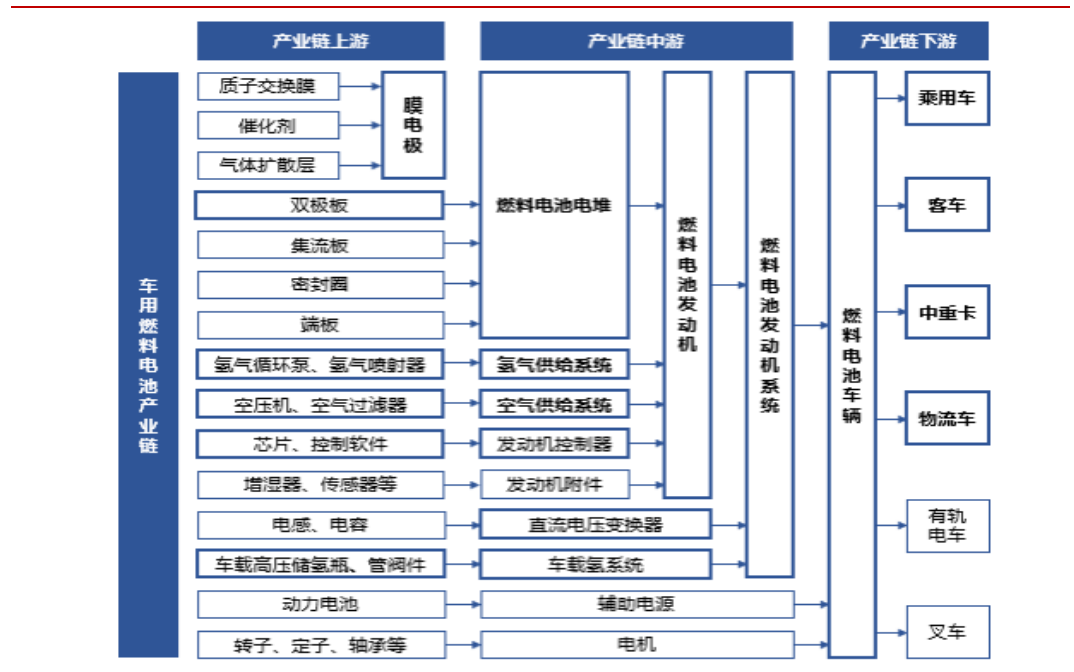 产业链上游
产业链中游
产业链下游
车用燃料电池产业链
质子交换膜
催化剂
气体扩散层
膜电极
双极板
集流板
密封圈
端板
氢气循环泵、氢气喷射器
空压机、空气过滤器
芯片、控制软件
增湿器、传感器等
电感、电容
车载高压储氢瓶、管阀件
动力电池
转子、定子、轴承等
燃料电池电堆
氢气供给系统
空气供给系统
发动机控制器
发动机附件
直流电压变换器
车载氢系统
辅助电源
电机
燃料电池发动机
燃料电池发动机系统
燃料电池车辆
乘用车
客车
中重卡
物流车
有轨
电车
叉车